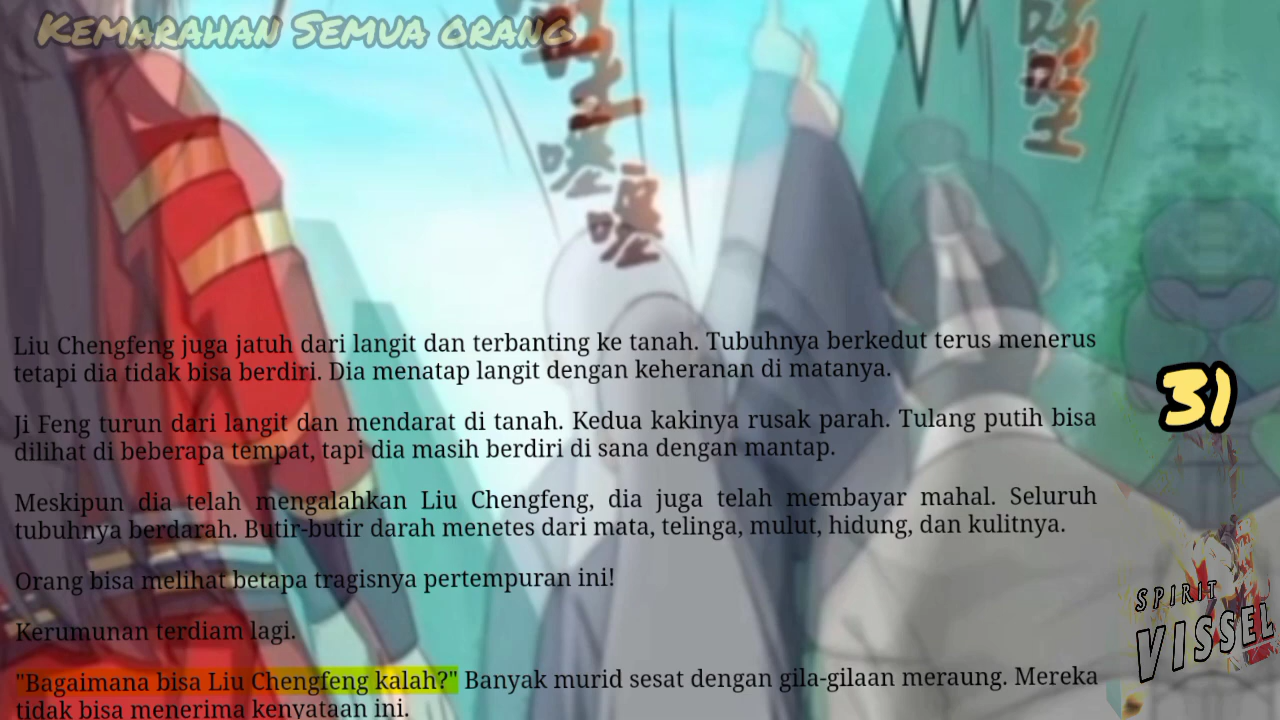 Kemarahan Semua orang
Liu Chengfeng juga jatuh dari langit dan terbanting ke tanah. Tubuhnya berkedut terus menerus
tetapi dia tidak bisa berdiri. Dia menatap langit dengan keheranan di matanya.
Ji Feng turun dari langit dan mendarat di tanah. Kedua kakinya rusak parah. Tulang putih bisa
dilihat di beberapa tempat, tapi dia masih berdiri di sana dengan mantap.
Meskipun dia telah mengalahkan Liu Chengfeng, dia juga telah membayar mahal. Seluruh
tubuhnya berdarah. Butir-butir darah menetes dari mata, telinga, mulut, hidung, dan kulitnya.
Orang bisa melihat betapa tragisnya pertempuran ini!
Kerumunan terdiam lagi.
"Bagaimana bisa Liu Chengfeng kalah?" Banyak murid sesat dengan gila-gilaan meraung. Mereka
tidak bisa menerima kenyataan ini.
31
SPIRIT
VISSEL